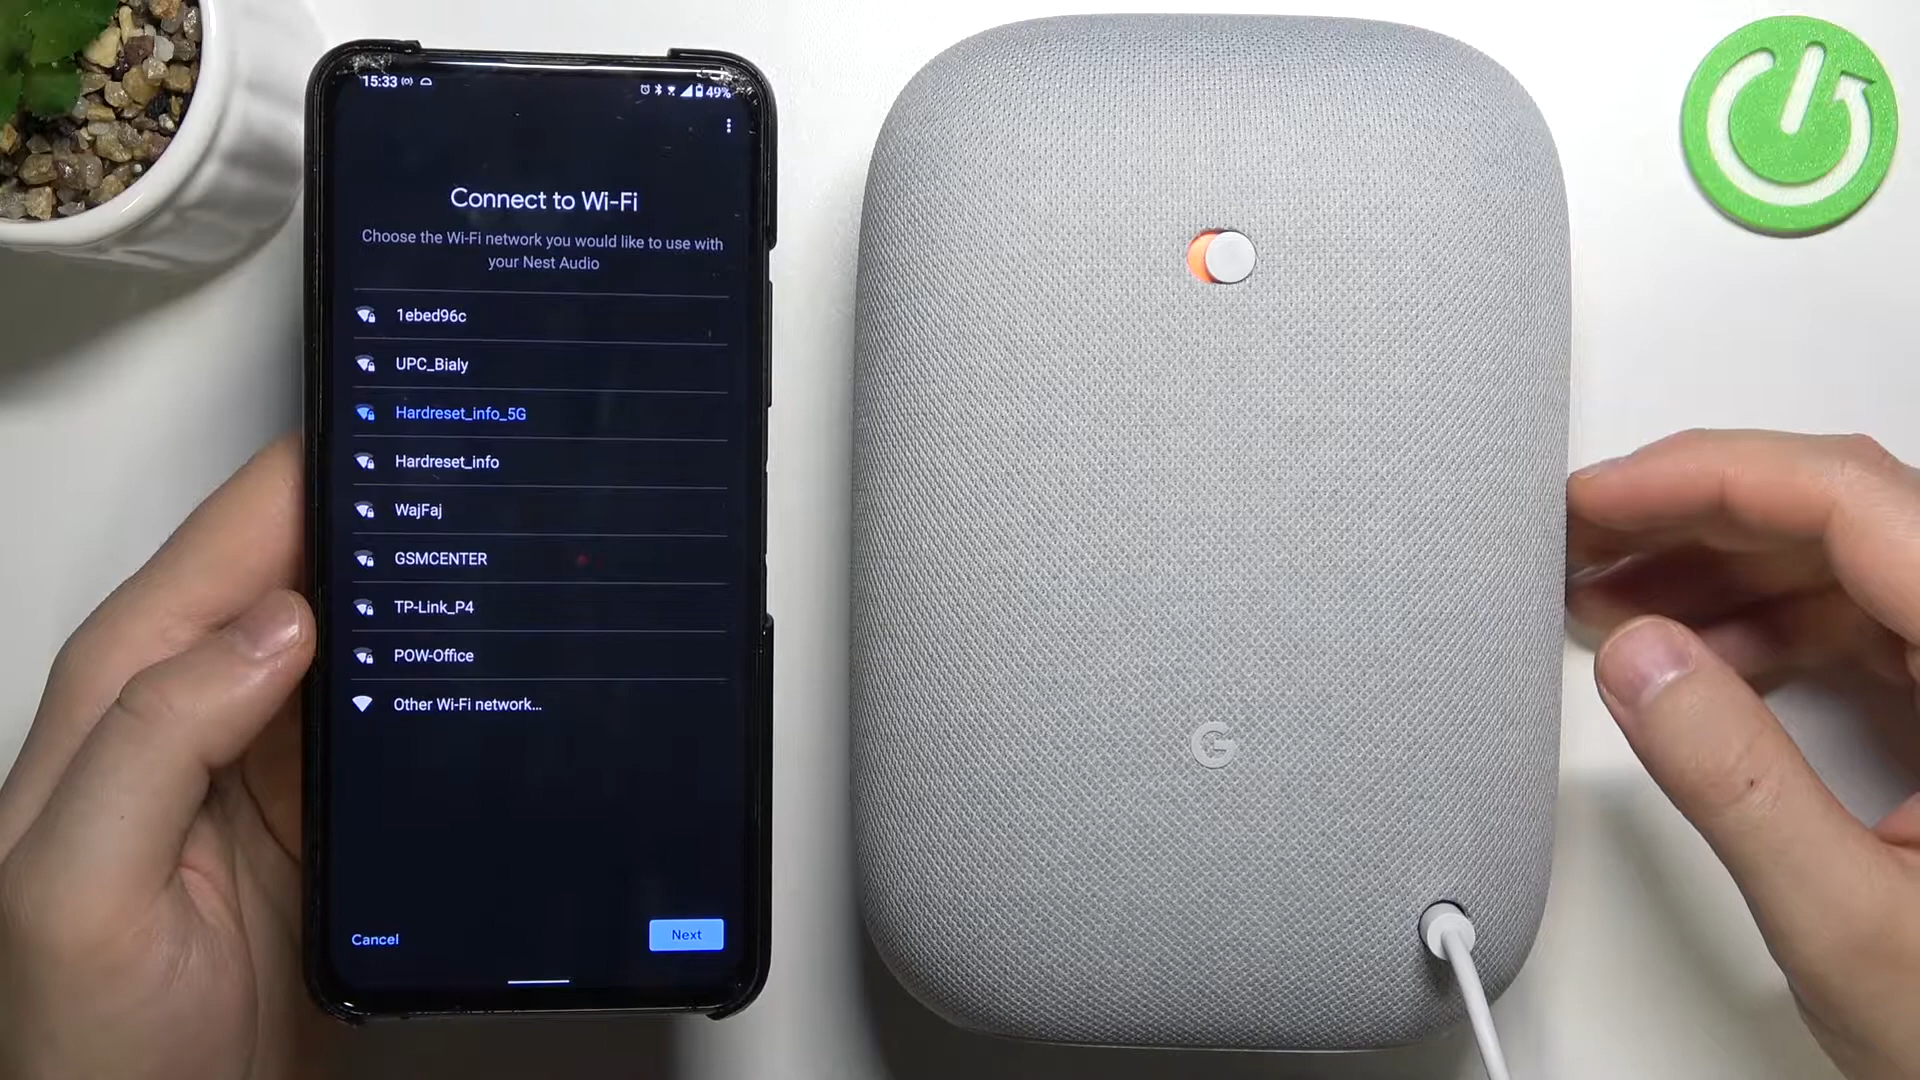 15:33
49%
Connect to Wi-Fi
Choose the Wi-Fi network you would like to use with
your Nest Audio
1ebed96c
UPC_Bialy
Hardreset_info_5G
Hardreset_info
WajFaj
GSMCENTER
TP-Link_P4
POW-Office
Other Wi-Fi network...
Cancel
Next
G